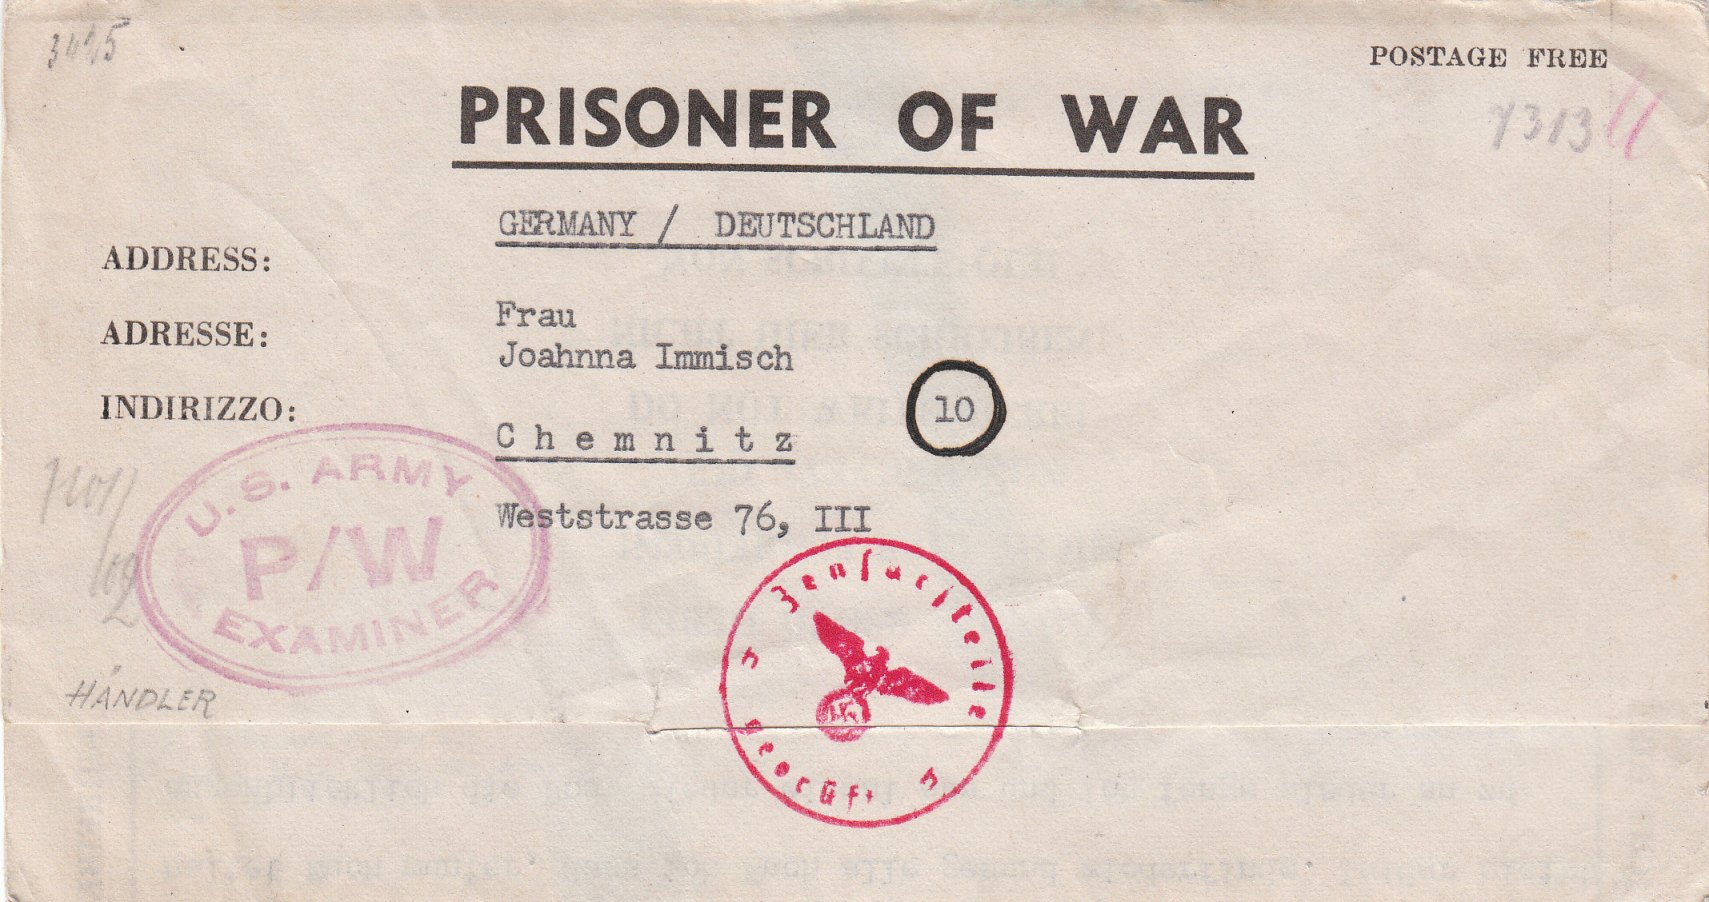 3495
POSTAGE FREE
PRISONER OF WAR
7313
GERMANY / DEUTSCHLAND
ADDRESS:
Frau
ADRESSE:
Joahnna Immisch
INDIRIZZO:
10
Chemnitz
U.S. ARMY
P/W
EXAMINER
Weststrasse 76, III
Zensurstelle
J
J
geprüft
HÄNDLER